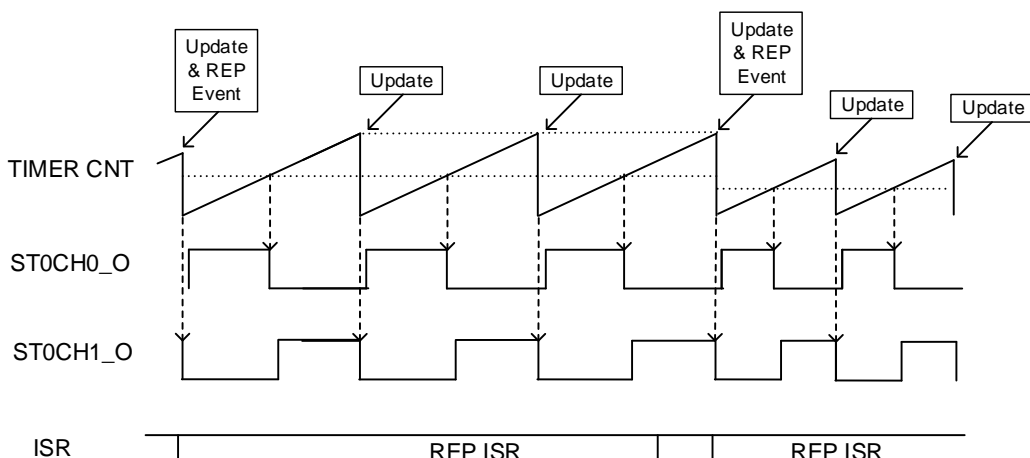 Update
& REP
Event
Update
Update
Update
& REP
Event
Update
Update
TIMER CNT
ST0CH0_O
ST0CH1_O
ISR
REP ISR
REP ISR